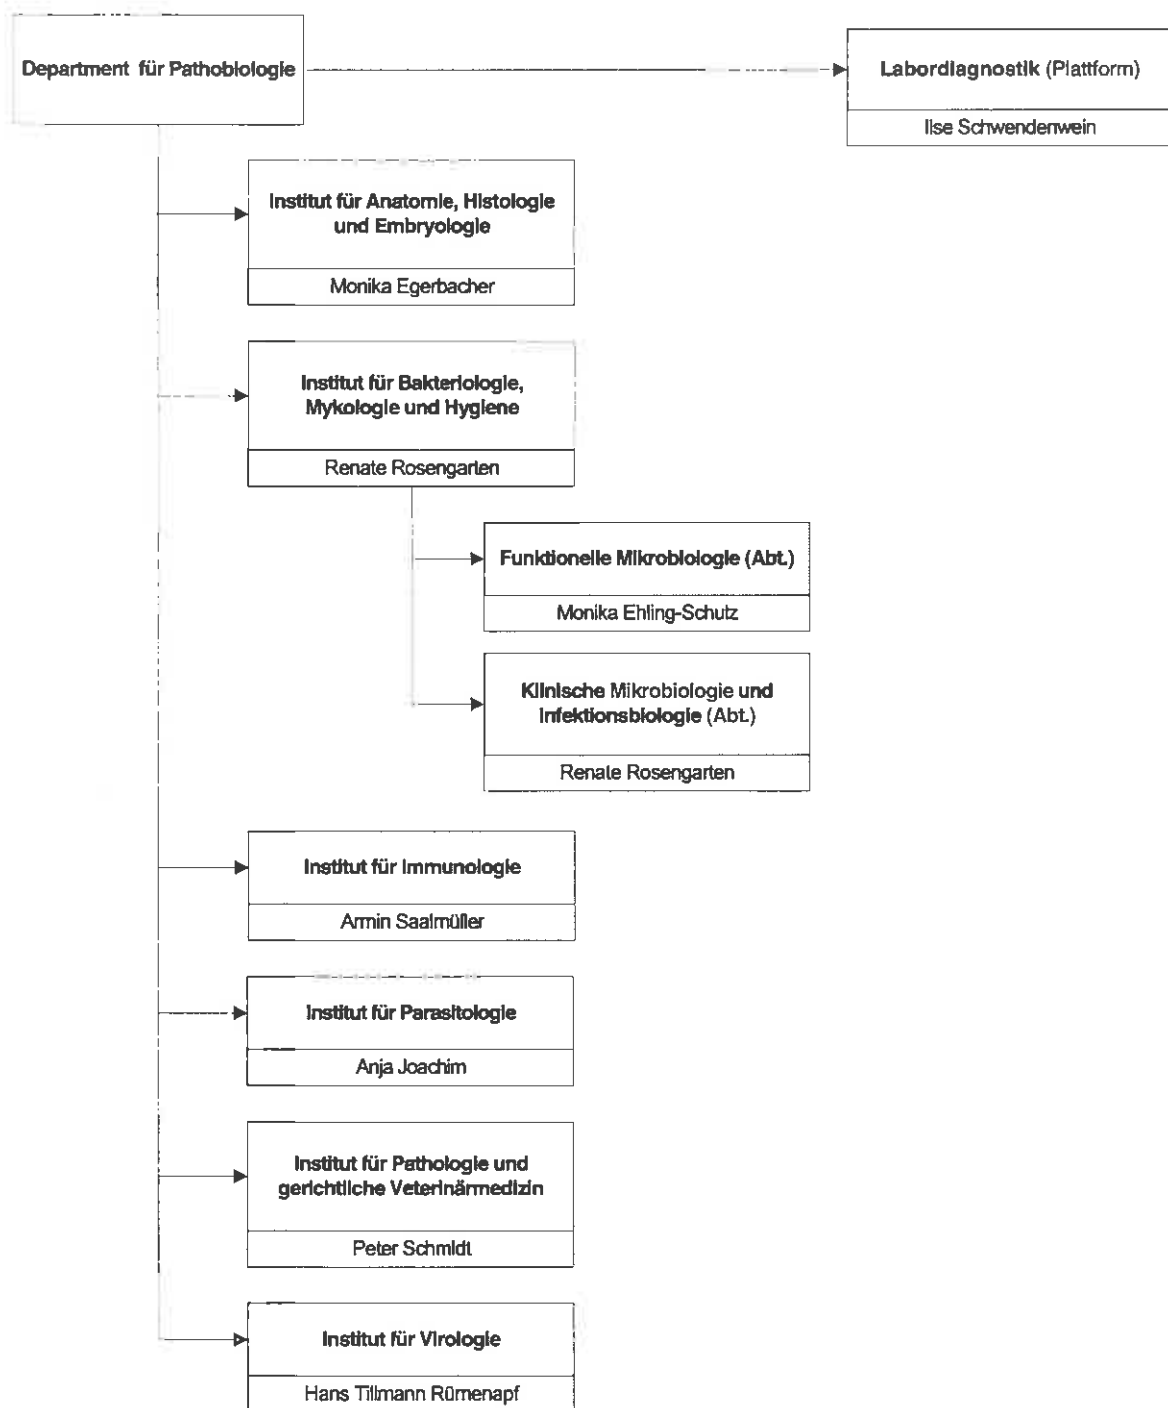 Department für Pathobiologie
Labordiagnostik (Plattform)
Ilse Schwendenwein
Institut für Anatomie, Histologie
und Embryologie
Monika Egerbacher
Institut für Bakteriologie,
Mykologie und Hygiene
Renate Rosengarten
Funktionelle Mikrobiologie (Abt.)
Monika Ehling-Schutz
Klinische Mikrobiologie und
Infektionsbiologie (Abt.)
Renate Rosengarten
Institut für Immunologie
Armin Saalmüller
Institut für Parasitologie
Anja Joachim
Institut für Pathologie und
gerichtliche Veterinärmedizin
Peter Schmidt
Institut für Virologie
Hans Tillmann Rümenapf